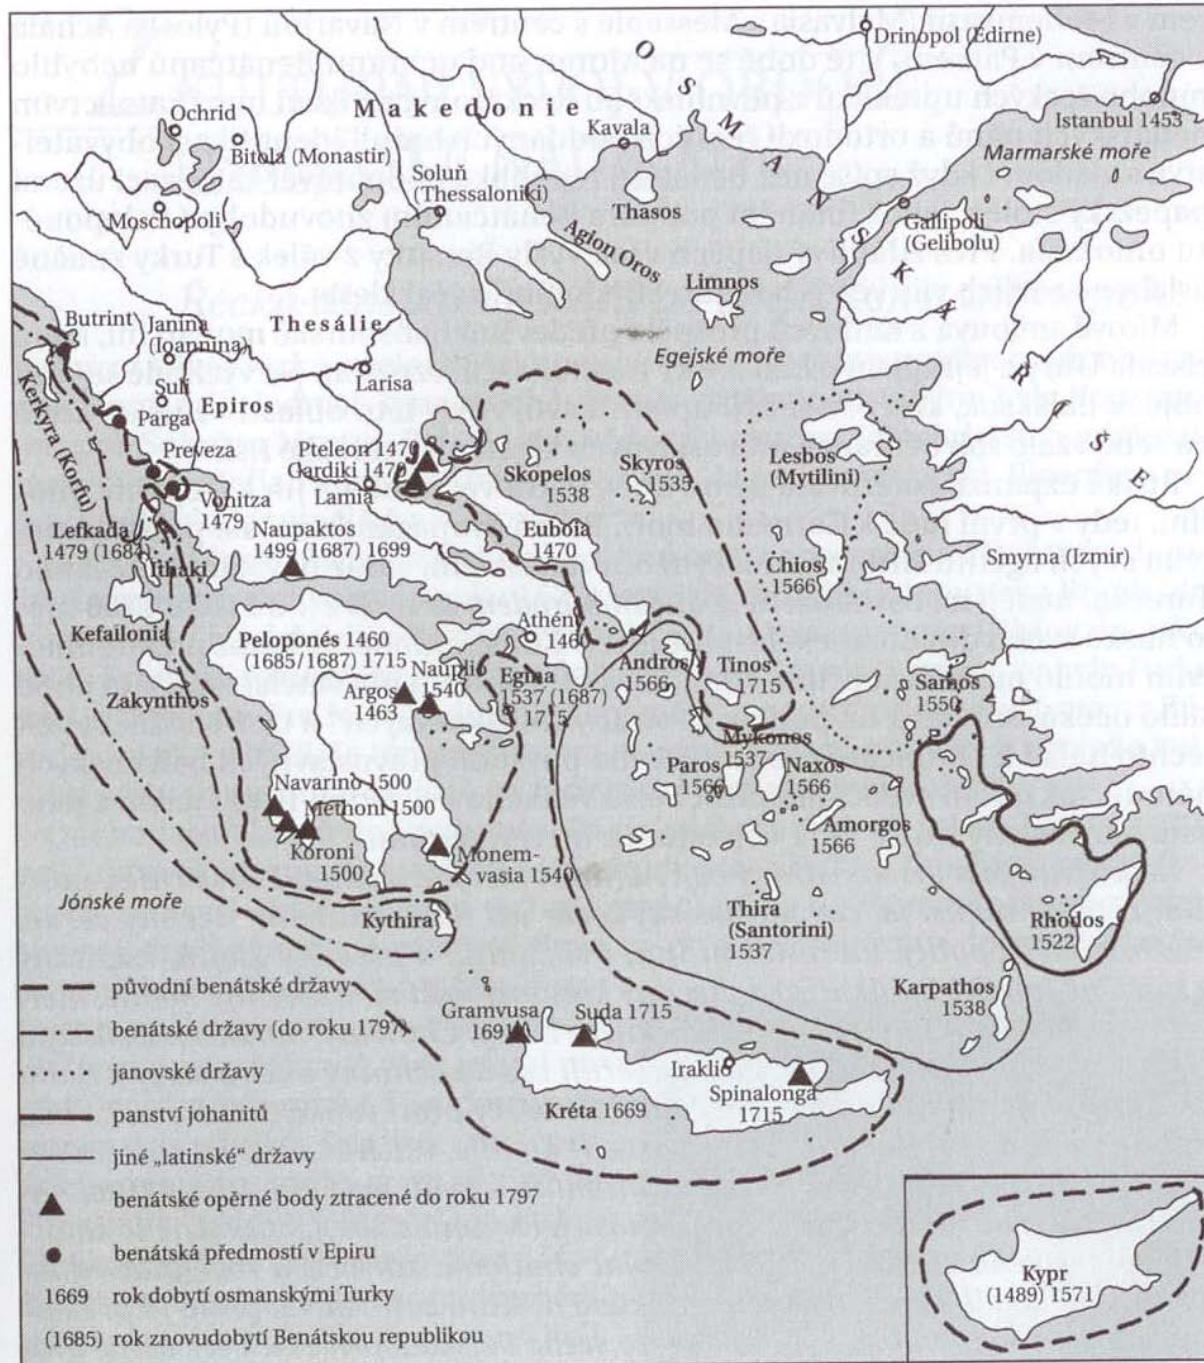 O S M A N S K Á Ř Í Š E
Drinopol (Edirne)
Istanbul 1453
Marmarské moře
Makedonie
Kavala
Ochrid
Bitola (Monastir)
Soluň
(Thessaloniki)
Thasos
Moschopoli
Gallipoli
(Gelibolu)
Agion Oros
Limnos
Butrint
Janina
(Ioannina)
Thesálie
Egejské moře
Larisa
Suli
Epiros
Kerkyra (Korfu)
Parga
Preveza
Pteleon 1470
Gardiki 1470
Skopelos
1538
Skyros
1535
Lesbos
(Mytilini)
Lamia
Vonitza
1479
Lefkada
1479 (1684)
Naupaktos
1499 (1687) 1699
Euboia
1470
Smyrna (Izmir)
Chios
1566
Ithaki
Kefallonia
Athény
1460
Peloponés 1460
(1685/1687) 1715
Nauplio
1540
Egina
1537 (1687)
1715
Andros
1566
Tinos
1715
Samos
1550
Zakynthos
Argos
1463
Mykonos
1537
Paros
1566
Naxos
1566
Navarino 1500
Methoni 1500
Amorgos
1566
Koroni
1500
Monem-
vasia 1540
Jónské moře
Kythira
Thira
(Santorini)
1537
Rhodos
1522
Karpathos
1538
Gramvusa
1691
Suda 1715
Iraklio
Spinalonga
1715
Kréta 1669
původní benátské državy
benátské državy (do roku 1797)
janovské državy
panství johanitů
jiné „latinské“ državy
benátské opěrné body ztracené do roku 1797
benátská předmostí v Epiru
1669 rok dobytí osmanskými Turky
(1685) rok znovudobytí Benátskou republikou
Kypr
(1489) 1571